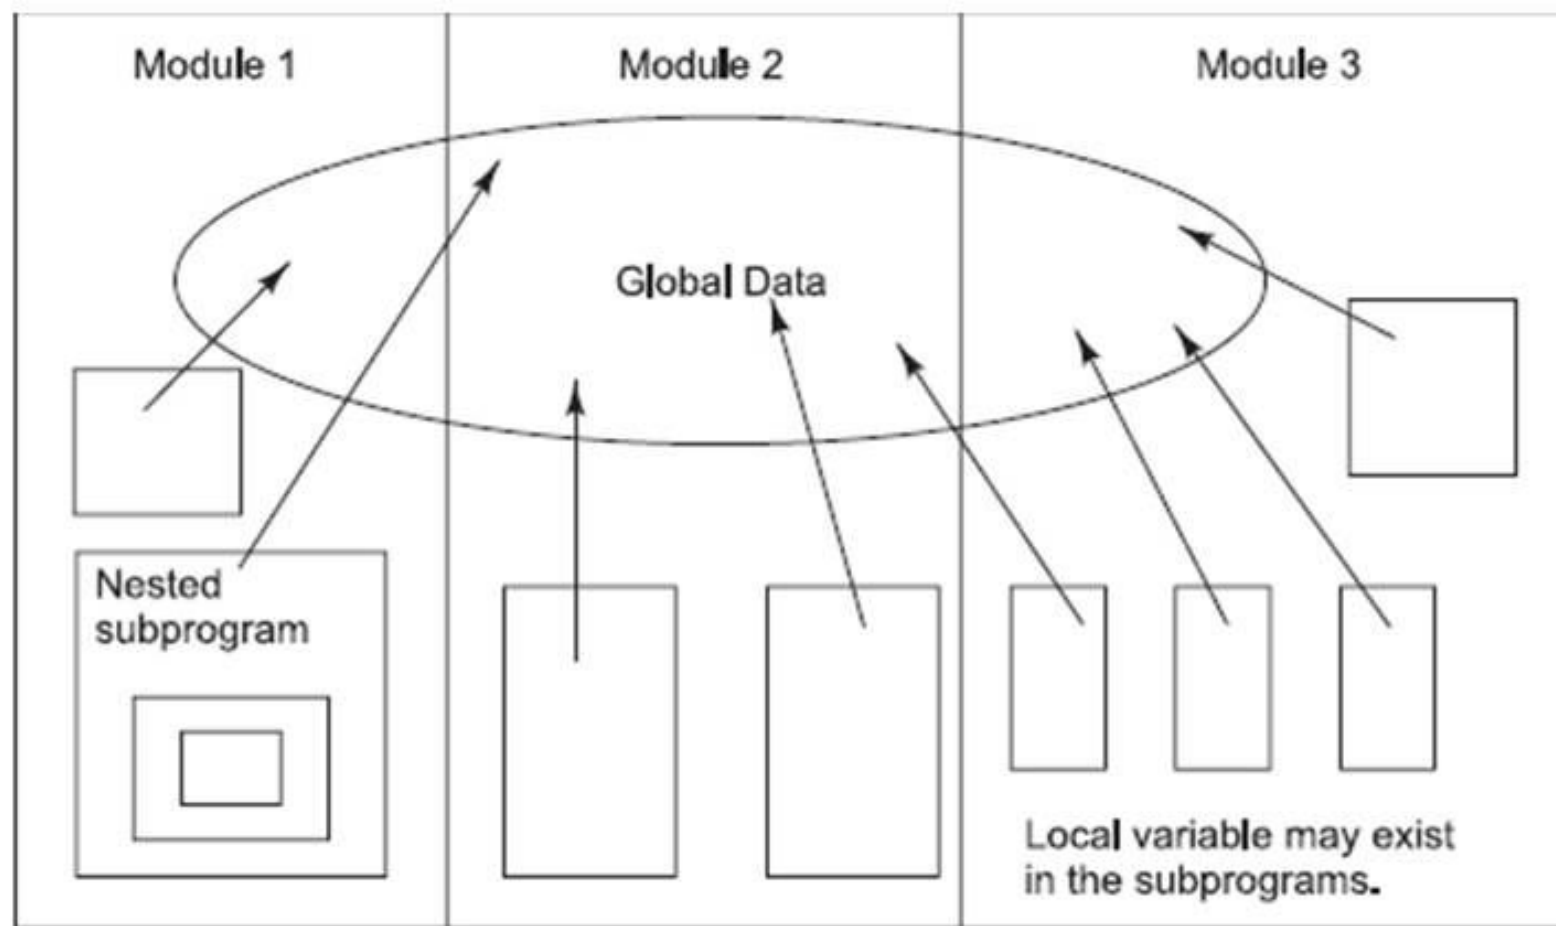 Module 1
Module 2
Module 3
Global Data
Nested
subprogram
Local variable may exist
in the subprograms.